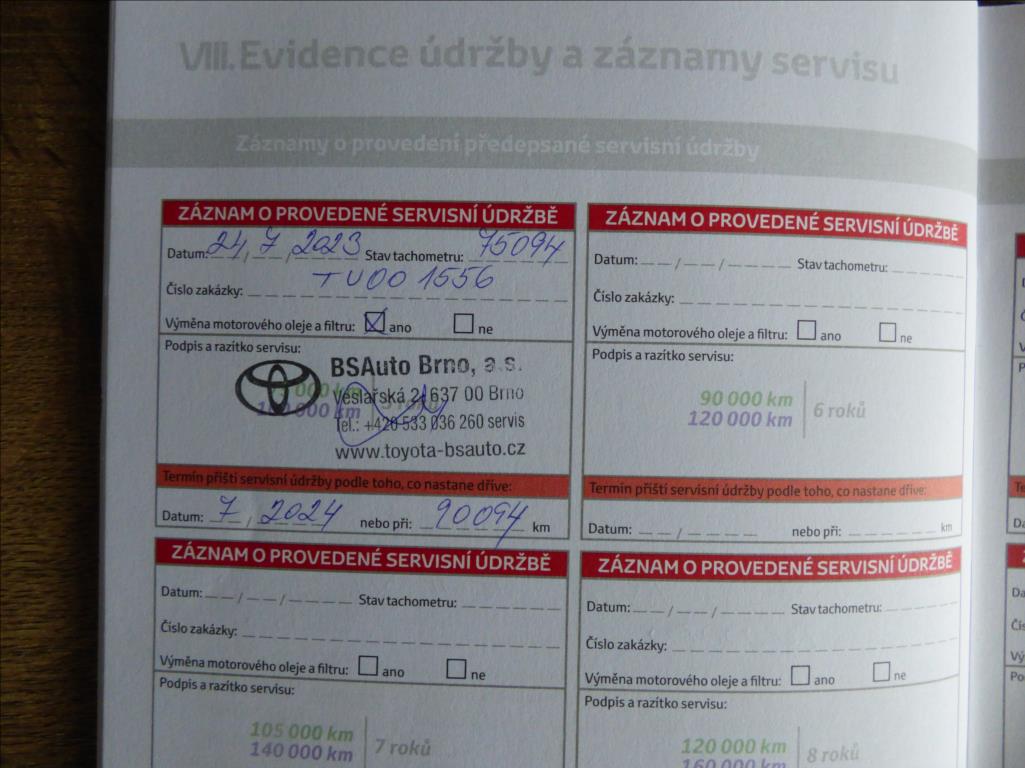 VIII. Evidence údržby a záznamy servisu
Záznamy o provedení předepsané servisní údržby
ZÁZNAM O PROVEDENÉ SERVISNÍ ÚDRŽBĚ
Datum: 24, 7, 2023 Stav tachometru: 75094
Číslo zakázky: TU001556
Výměna motorového oleje a filtru: ano ne
Podpis a razítko servisu:
BSAuto Brno, a.s.
Veslařská 637 00 Brno
Tel.: +420 533 036 260 servis
www.toyota-bsauto.cz
000 km
000 km
Termín příští servisní údržby podle toho, co nastane dříve:
Datum: 7, 2024 nebo při: 90094 km
ZÁZNAM O PROVEDENÉ SERVISNÍ ÚDRŽBĚ
Datum: / / Stav tachometru:
Číslo zakázky:
Výměna motorového oleje a filtru: ano ne
Podpis a razítko servisu:
90 000 km
120 000 km
6 roků
Termín příští servisní údržby podle toho, co nastane dříve:
Datum: / nebo při: km
ZÁZNAM O PROVEDENÉ SERVISNÍ ÚDRŽBĚ
Datum: / / Stav tachometru:
Číslo zakázky:
Výměna motorového oleje a filtru: ano ne
Podpis a razítko servisu:
105 000 km
140 000 km
7 roků
ZÁZNAM O PROVEDENÉ SERVISNÍ ÚDRŽBĚ
Datum: / / Stav tachometru:
Číslo zakázky:
Výměna motorového oleje a filtru: ano ne
Podpis a razítko servisu:
120 000 km
160 000 km
8 roků